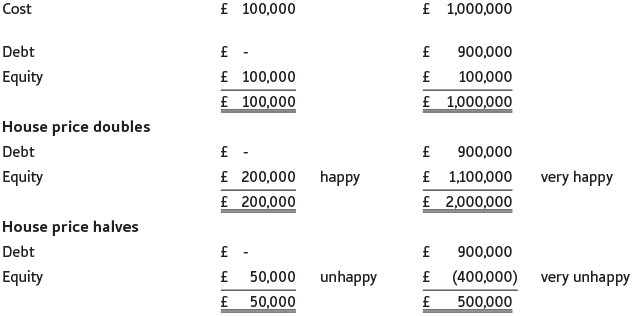 Cost £ 100,000 £ 1,000,000
Debt £ - £ 900,000
Equity £ 100,000 £ 100,000
£ 100,000 £ 1,000,000
House price doubles
Debt £ - £ 900,000
Equity £ 200,000 happy £ 1,100,000 very happy
£ 200,000 £ 2,000,000
House price halves
Debt £ - £ 900,000
Equity £ 50,000 unhappy £ (400,000) very unhappy
£ 50,000 £ 500,000